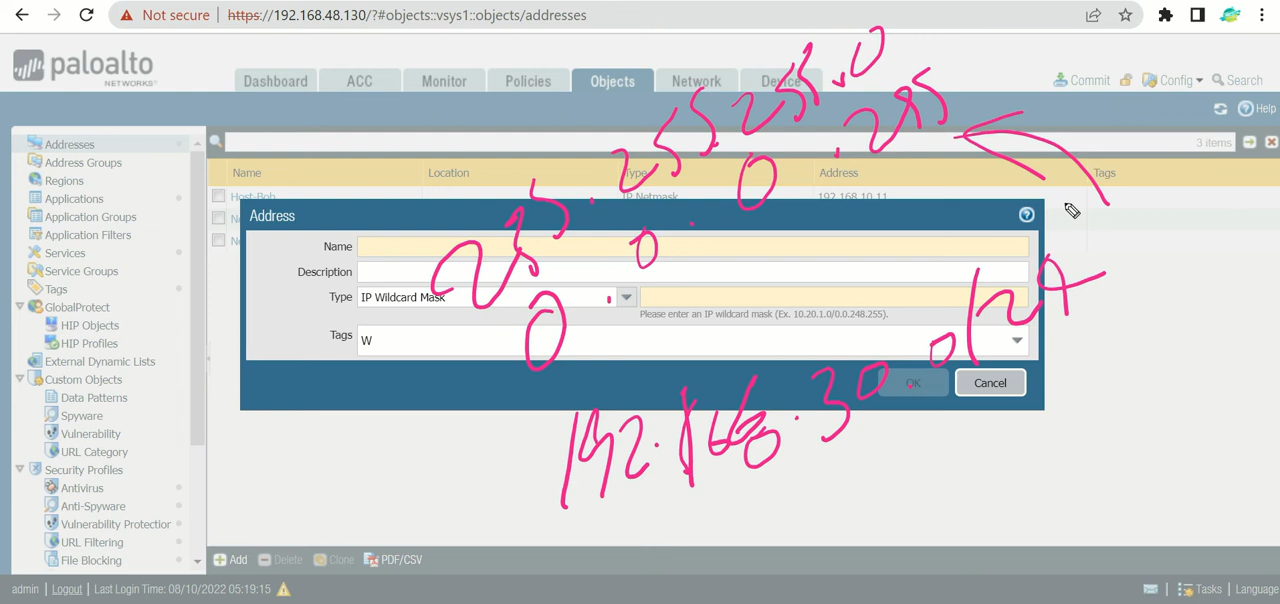 Not secure https://192.168.48.130/?#objects::vsys1::objects/addresses
paloalto
NETWORKS
Dashboard ACC Monitor Policies Objects Network
Commit Config Search
Help
255.255.255.0
0.0.0.255
Addresses
Address Groups
Regions
Applications
Application Groups
Application Filters
Services
Service Groups
Tags
GlobalProtect
HIP Objects
HIP Profiles
External Dynamic Lists
Custom Objects
Data Patterns
Spyware
Vulnerability
URL Category
Security Profiles
Antivirus
Anti-Spyware
Vulnerability Protection
URL Filtering
File Blocking
3 items
Name Location Type Address Tags
Host-Bob IP Netmask 192.168.10.11
Address
Name
Description
Type IP Wildcard Mask
Please enter an IP wildcard mask (Ex. 10.20.1.0/0.0.248.255).
Tags W
OK Cancel
192.168.30.0/24
Add Delete Clone PDF/CSV
admin | Logout | Last Login Time: 08/10/2022 05:19:15 Tasks | Language